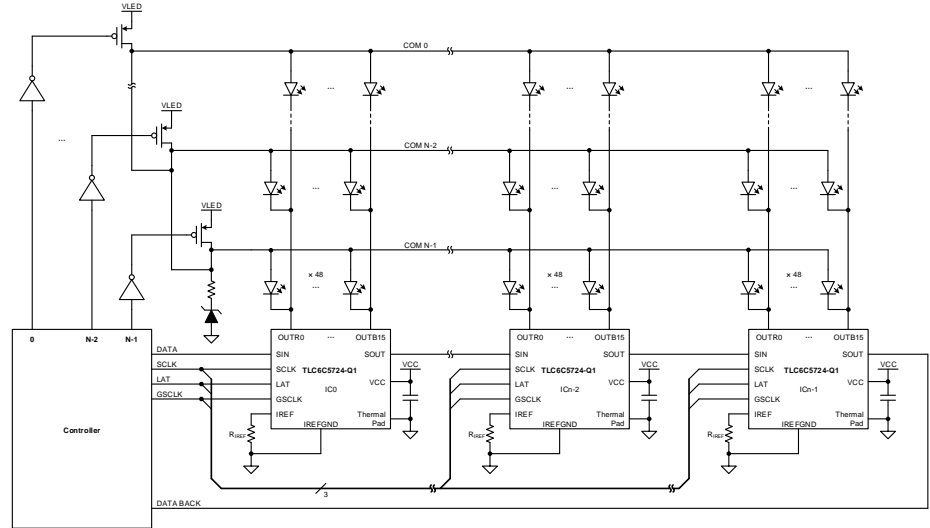 VLED
COM 0
... ...
...
VLED
...
COM N-2
... ... ...
VLED
COM N-1
× 48 × 48 × 48
... ... ...
0 N-2 N-1
OUTR0 ... OUTB15 OUTR0 ... OUTB15 OUTR0 ... OUTB15
DATA SIN SOUT SIN SOUT SIN SOUT
SCLK SCLK TLC6C5724-Q1 VCC SCLK TLC6C5724-Q1 VCC SCLK TLC6C5724-Q1 VCC
LAT LAT IC0 VCC LAT ICn-2 VCC LAT ICn-1 VCC
GSCLK GSCLK GSCLK GSCLK
IREF Thermal IREF Thermal IREF Thermal
Controller RIREF IREFGND Pad RIREF IREFGND Pad RIREF IREFGND Pad
3
DATA BACK